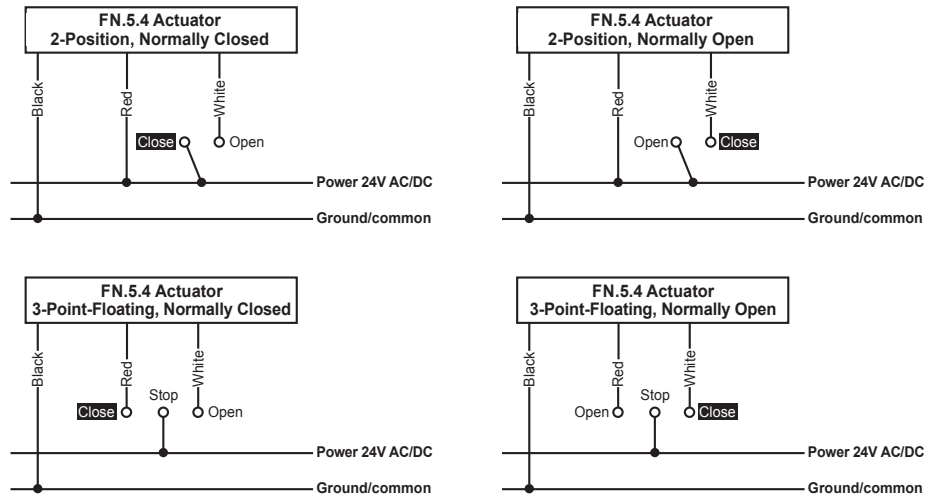 FN.5.4 Actuator
2-Position, Normally Closed
Black
Red
White
Close
Open
Power 24V AC/DC
Ground/common
FN.5.4 Actuator
2-Position, Normally Open
Black
Red
White
Open
Close
Power 24V AC/DC
Ground/common
FN.5.4 Actuator
3-Point-Floating, Normally Closed
Black
Red
White
Stop
Close
Open
Power 24V AC/DC
Ground/common
FN.5.4 Actuator
3-Point-Floating, Normally Open
Black
Red
White
Stop
Open
Close
Power 24V AC/DC
Ground/common